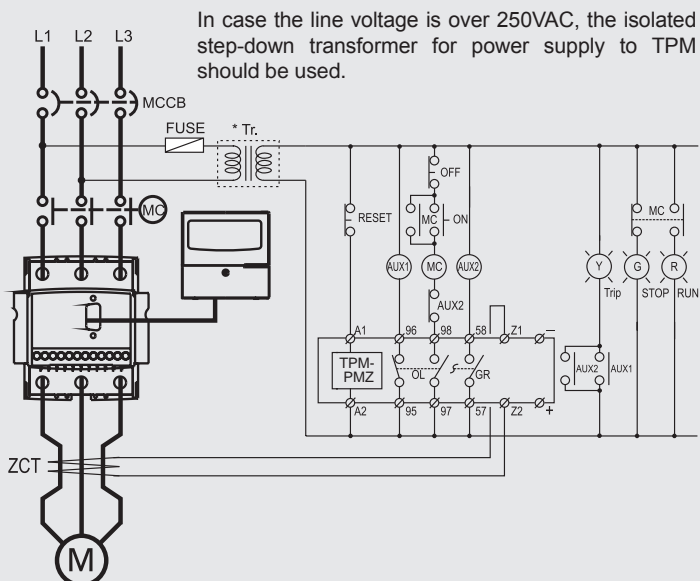 In case the line voltage is over 250VAC, the isolated
step-down transformer for power supply to TPM
should be used.
L1 L2 L3
MCCB
FUSE * Tr.
OFF
RESET MC ON MC
MC
AUX1 MC AUX2 Y G R
Trip STOP RUN
AUX2
A1 96 98 58 Z1 −
TPM-
PMZ
OL GR
AUX2 AUX1
A2 95 97 57 Z2 +
ZCT
M